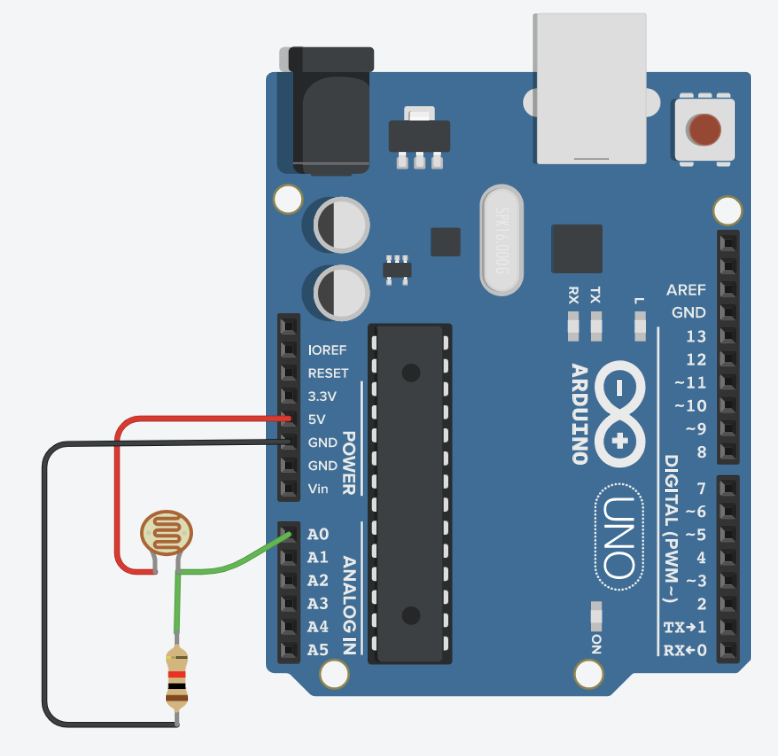 SPK16.000G
RX
TX
L
AREF
GND
13
12
~11
~10
~9
8
7
~6
~5
4
~3
2
TX→1
RX←0
DIGITAL (PWM~)
ARDUINO
UNO
ON
IOREF
RESET
3.3V
5V
GND
GND
Vin
POWER
A0
A1
A2
A3
A4
A5
ANALOG IN